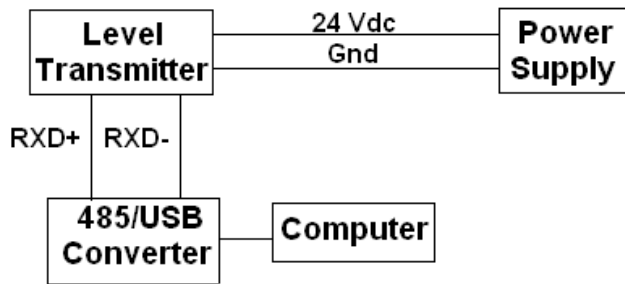 Level
Transmitter
24 Vdc
Gnd
Power
Supply
RXD+
RXD-
485/USB
Converter
Computer